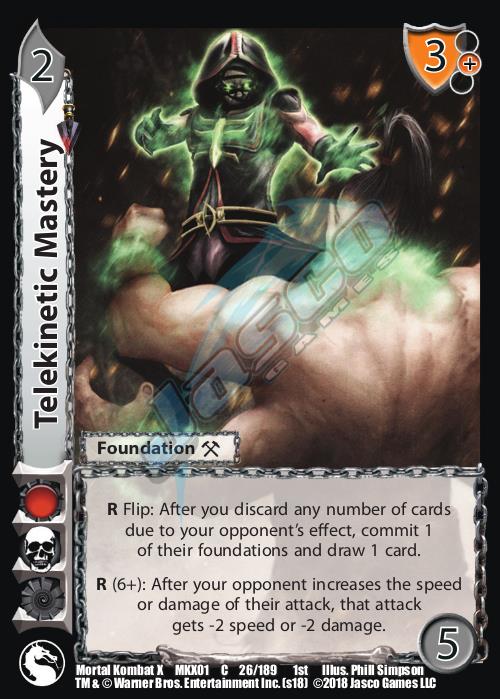 2
3
+
Telekinetic Mastery
Jasco
GAMES
Foundation
R Flip: After you discard any number of cards
due to your opponent's effect, commit 1
of their foundations and draw 1 card.
R (6+): After your opponent increases the speed
or damage of their attack, that attack
gets -2 speed or -2 damage.
5
Mortal Kombat X MKX01 C 26/189 1st Illus. Phill Simpson
TM & © Warner Bros. Entertainment Inc. (s18) ©2018 Jasco Games LLC